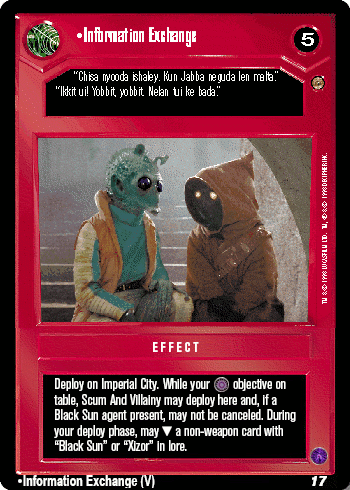 •Information Exchange
5
“Chisa nyooda ishaley. Kun Jabba neguda len malta.”
“Ikkit ui! Yobbit, yobbit. Nelan tui ke bada.”
EFFECT
Deploy on Imperial City. While your objective on
table, Scum And Villainy may deploy here and, if a
Black Sun agent present, may not be canceled. During
your deploy phase, may ▼ a non-weapon card with
“Black Sun” or “Xizor” in lore.
•Information Exchange (V)
17